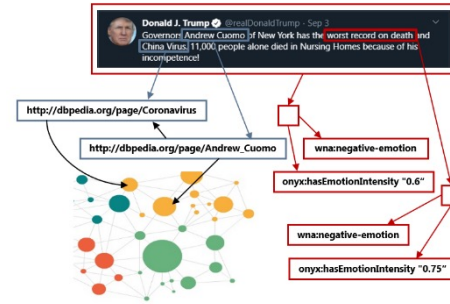 Donald J. Trump @realDonaldTrump · Sep 3
Governors Andrew Cuomo of New York has the worst record on death and
China Virus. 11,000 people alone died in Nursing Homes because of his
incompetence!
http://dbpedia.org/page/Coronavirus
http://dbpedia.org/page/Andrew_Cuomo
wna:negative-emotion
onyx:hasEmotionIntensity "0.6"
wna:negative-emotion
onyx:hasEmotionIntensity "0.75"